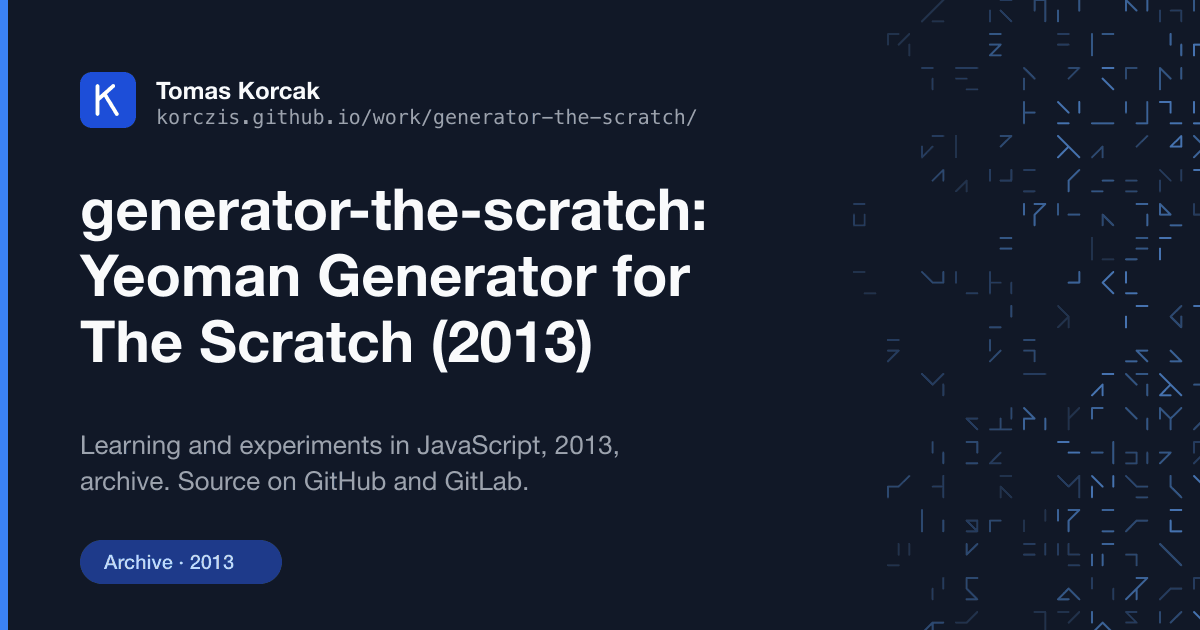 K
Tomas Korcak
korczis.github.io/work/generator-the-scratch/
generator-the-scratch:
Yeoman Generator for
The Scratch (2013)
Learning and experiments in JavaScript, 2013,
archive. Source on GitHub and GitLab.
Archive · 2013